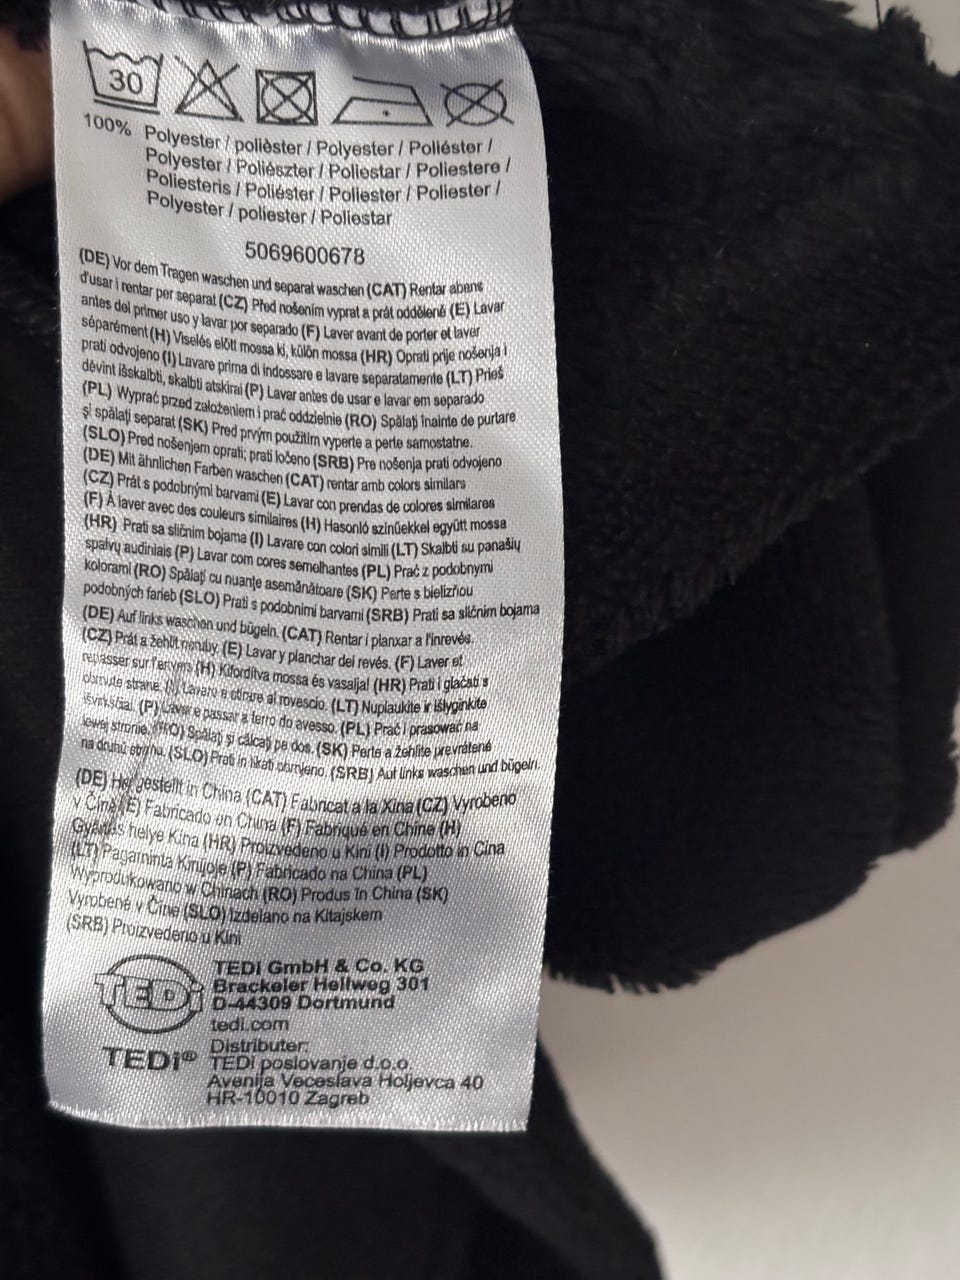 30
100% Polyester / polièster / Polyester / Poliéster /
Polyester / Poliészter / Poliestar / Poliestere /
Poliesteris / Poliéster / Poliester / Poliester /
Polyester / poliester / Poliestar
5069600678
(DE) Vor dem Tragen waschen und separat waschen (CAT) Rentar abans
d'usar i rentar per separat (CZ) Před nošením vyprat a prát odděleně (E) Lavar
antes del primer uso y lavar por separado (F) Laver avant de porter et laver
séparément (H) Viselés előtt mossa ki, külön mossa (HR) Oprati prije nošenja i
prati odvojeno (I) Lavare prima di indossare e lavare separatamente (LT) Prieš
dėvint išskalbti, skalbti atskirai (P) Lavar antes de usar e lavar em separado
(PL) Wyprać przed założeniem i prać oddzielnie (RO) Spălați înainte de purtare
și spălați separat (SK) Pred prvým použitím vyperte a perte samostatne.
(SLO) Pred nošenjem oprati; prati ločeno (SRB) Pre nošenja prati odvojeno
(DE) Mit ähnlichen Farben waschen (CAT) rentar amb colors similars
(CZ) Prát s podobnými barvami (E) Lavar con prendas de colores similares
(F) À laver avec des couleurs similaires (H) Hasonló színűekkel együtt mossa
(HR) Prati sa sličnim bojama (I) Lavare con colori simili (LT) Skalbti su panašių
spalvų audiniais (P) Lavar com cores semelhantes (PL) Prać z podobnymi
kolorami (RO) Spălați cu nuanțe asemănătoare (SK) Perte s bielizňou
podobných farieb (SLO) Prati s podobnimi barvami (SRB) Prati sa sličnim bojama
(DE) Auf links waschen und bügeln. (CAT) Rentar i planxar a l'inrevés.
(CZ) Prát a žehlit naruby. (E) Lavar y planchar del revés. (F) Laver et
repasser sur l'envers (H) Kifordítva mossa és vasalja! (HR) Prati i glačati s
obrnute strane. (I) Lavare e stirare al rovescio. (LT) Nuplaukite ir išlyginkite
išvirkščiai. (P) Lavar e passar a ferro do avesso. (PL) Prać i prasować na
lewej stronie. (RO) Spălați și călcați pe dos. (SK) Perte a žehlite prevrátené
na druhú stranu. (SLO) Prati in likati obrnjeno. (SRB) Auf links waschen und bügeln.
(DE) Hergestellt in China (CAT) Fabricat a la Xina (CZ) Vyrobeno
v Číně (E) Fabricado en China (F) Fabriqué en Chine (H)
Gyártás helye Kína (HR) Proizvedeno u Kini (I) Prodotto in Cina
(LT) Pagaminta Kinijoje (P) Fabricado na China (PL)
Wyprodukowano w Chinach (RO) Produs în China (SK)
Vyrobené v Číne (SLO) Izdelano na Kitajskem
(SRB) Proizvedeno u Kini
TEDi
TEDi GmbH & Co. KG
Brackeler Hellweg 301
D-44309 Dortmund
tedi.com
TEDi®
Distributer:
TEDi poslovanje d.o.o.
Avenija Veceslava Holjevca 40
HR-10010 Zagreb